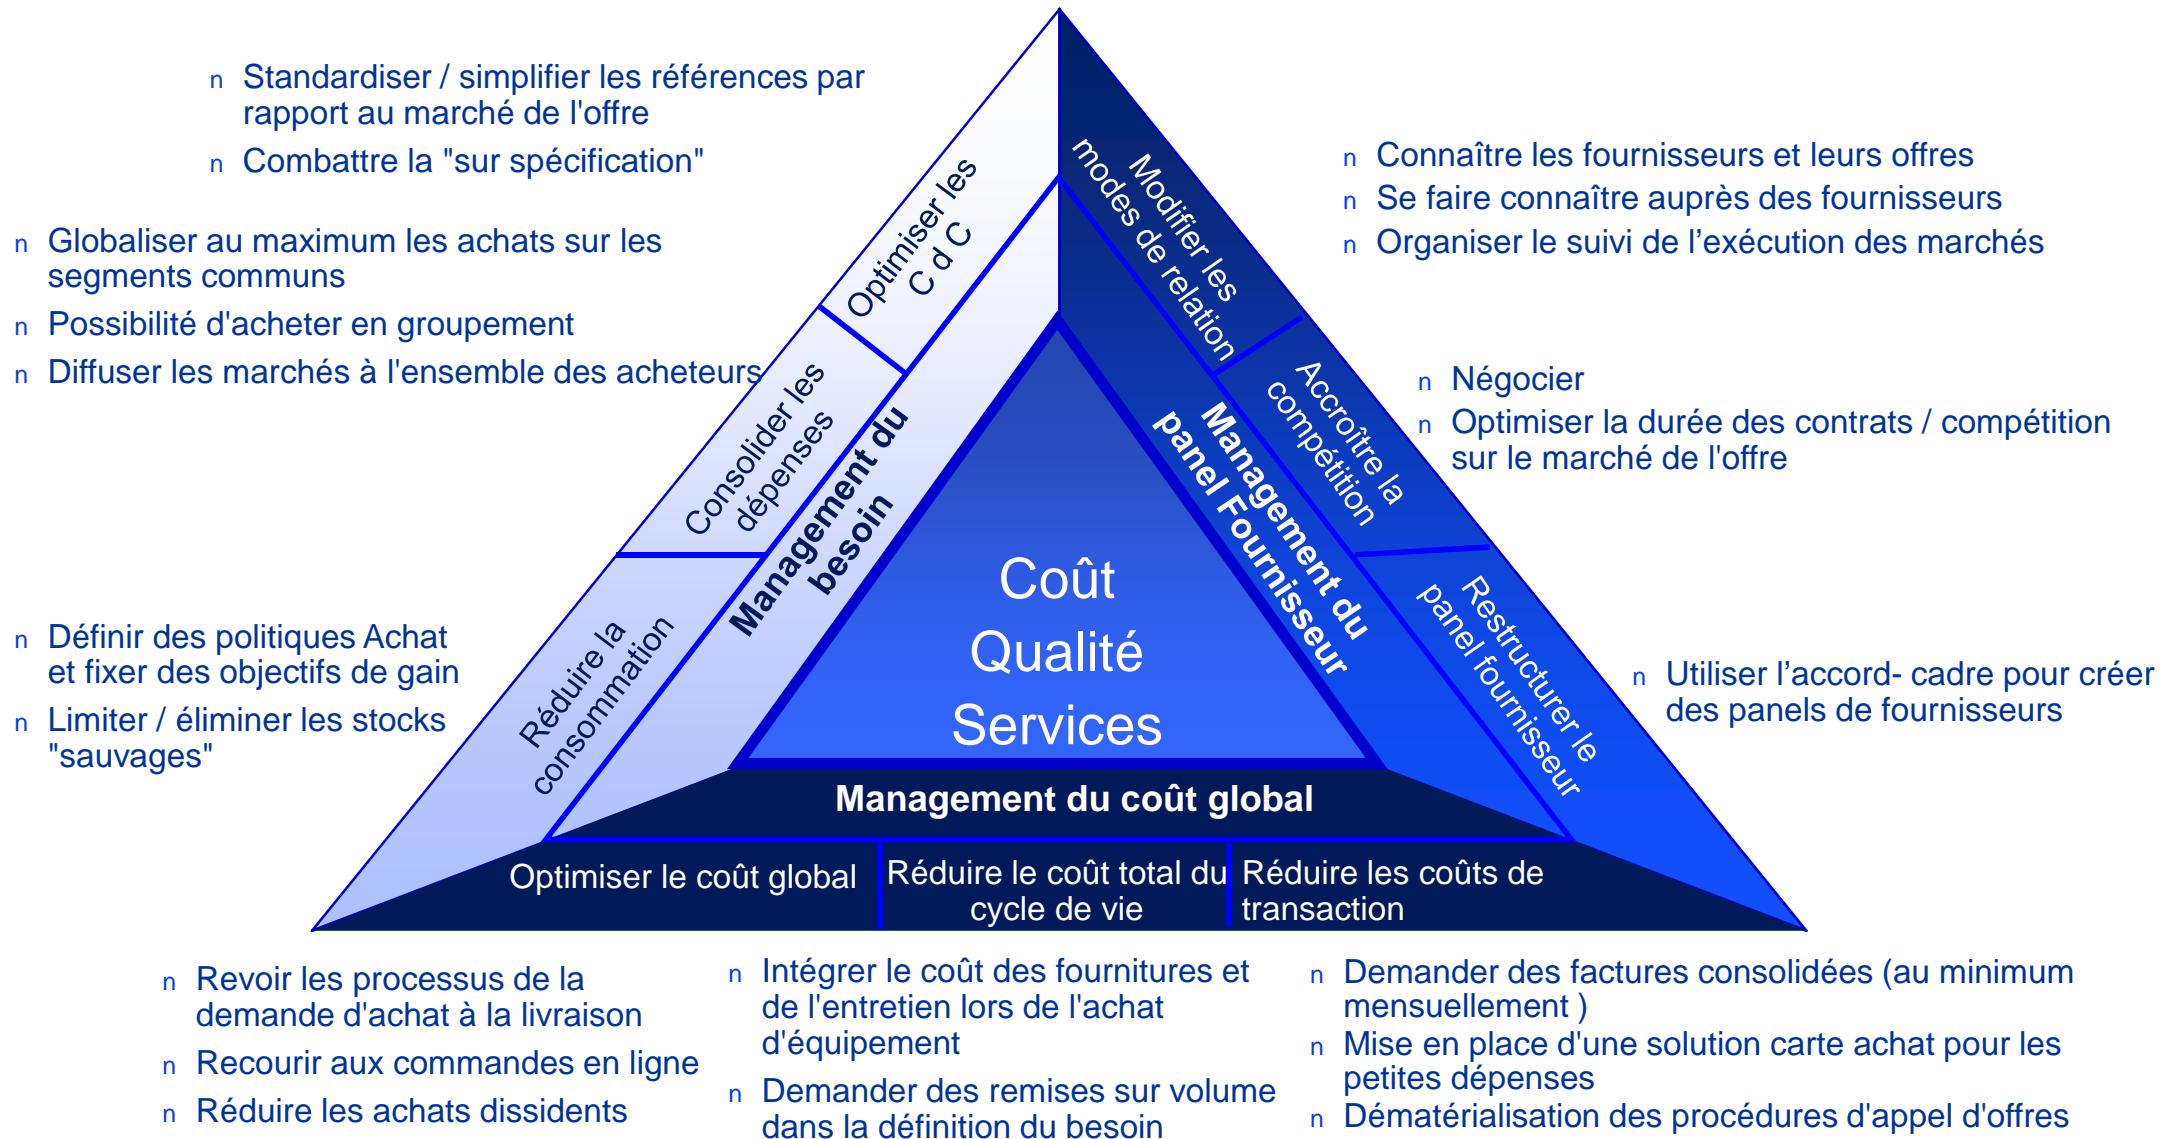 n Standardiser / simplifier les références par
rapport au marché de l'offre
n Combattre la "sur spécification"
n Globaliser au maximum les achats sur les
segments communs
n Possibilité d'acheter en groupement
n Diffuser les marchés à l'ensemble des acheteurs
n Définir des politiques Achat
et fixer des objectifs de gain
n Limiter / éliminer les stocks
"sauvages"
Optimiser les
C d C
Consolider les
dépenses
Réduire la
consommation
Management du
besoin
Coût
Qualité
Services
Management du
panel Fournisseur
Modifier les
modes de relation
Accroître la
compétition
Restructurer le
panel fournisseur
n Connaître les fournisseurs et leurs offres
n Se faire connaître auprès des fournisseurs
n Organiser le suivi de l’exécution des marchés
n Négocier
n Optimiser la durée des contrats / compétition
sur le marché de l'offre
n Utiliser l’accord- cadre pour créer
des panels de fournisseurs
Management du coût global
Optimiser le coût global
Réduire le coût total du
cycle de vie
Réduire les coûts de
transaction
n Revoir les processus de la
demande d'achat à la livraison
n Recourir aux commandes en ligne
n Réduire les achats dissidents
n Intégrer le coût des fournitures et
de l'entretien lors de l'achat
d'équipement
n Demander des remises sur volume
dans la définition du besoin
n Demander des factures consolidées (au minimum
mensuellement )
n Mise en place d'une solution carte achat pour les
petites dépenses
n Dématérialisation des procédures d'appel d'offres